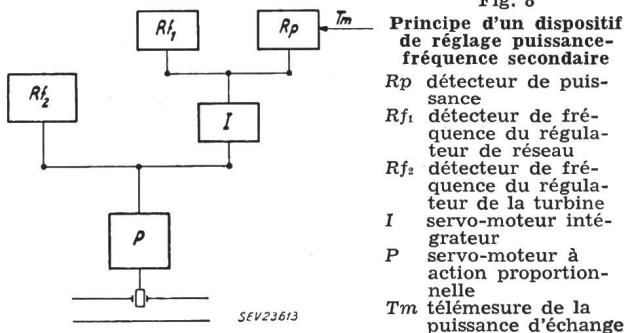 Fig. 8
Principe d'un dispositif
de réglage puissance-
fréquence secondaire
Rp détecteur de puis-
sance
Rf₁ détecteur de fré-
quence du régula-
teur de réseau
Rf₂ détecteur de fré-
quence du régula-
teur de la turbine
I servo-moteur inté-
grateur
P servo-moteur à
action proportion-
nelle
Tm télémesure de la
puissance d'échange
Rf₁
Rp
Tm
Rf₂
I
P
SEV23613